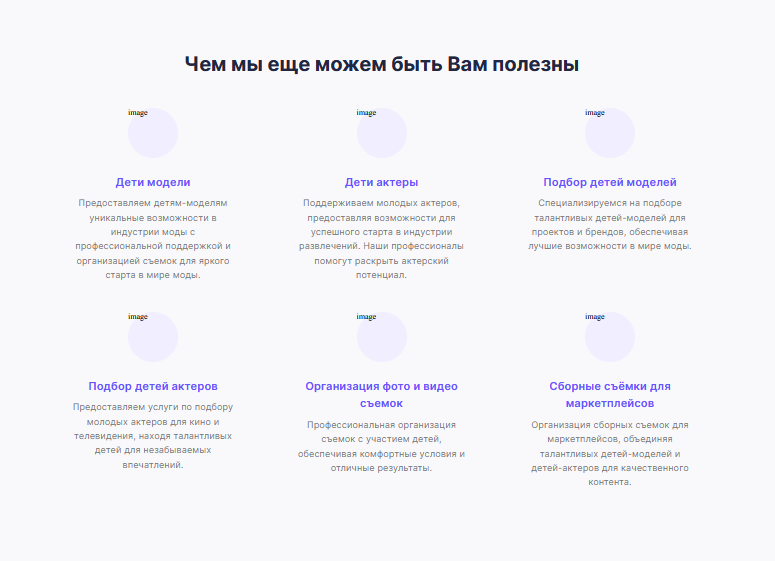 Чем мы еще можем быть Вам полезны
image
image
image
Дети модели
Предоставляем детям-моделям
уникальные возможности в
индустрии моды с
профессиональной поддержкой и
организацией съемок для яркого
старта в мире моды.
Дети актеры
Поддерживаем молодых актеров,
предоставляя возможности для
успешного старта в индустрии
развлечений. Наши профессионалы
помогут раскрыть актерский
потенциал.
Подбор детей моделей
Специализируемся на подборе
талантливых детей-моделей для
проектов и брендов, обеспечивая
лучшие возможности в мире моды.
image
image
image
Подбор детей актеров
Предоставляем услуги по подбору
молодых актеров для кино и
телевидения, находя талантливых
детей для незабываемых
впечатлений.
Организация фото и видео
съемок
Профессиональная организация
съемок с участием детей,
обеспечивая комфортные условия и
отличные результаты.
Сборные съёмки для
маркетплейсов
Организация сборных съемок для
маркетплейсов, объединяя
талантливых детей-моделей и
детей-актеров для качественного
контента.